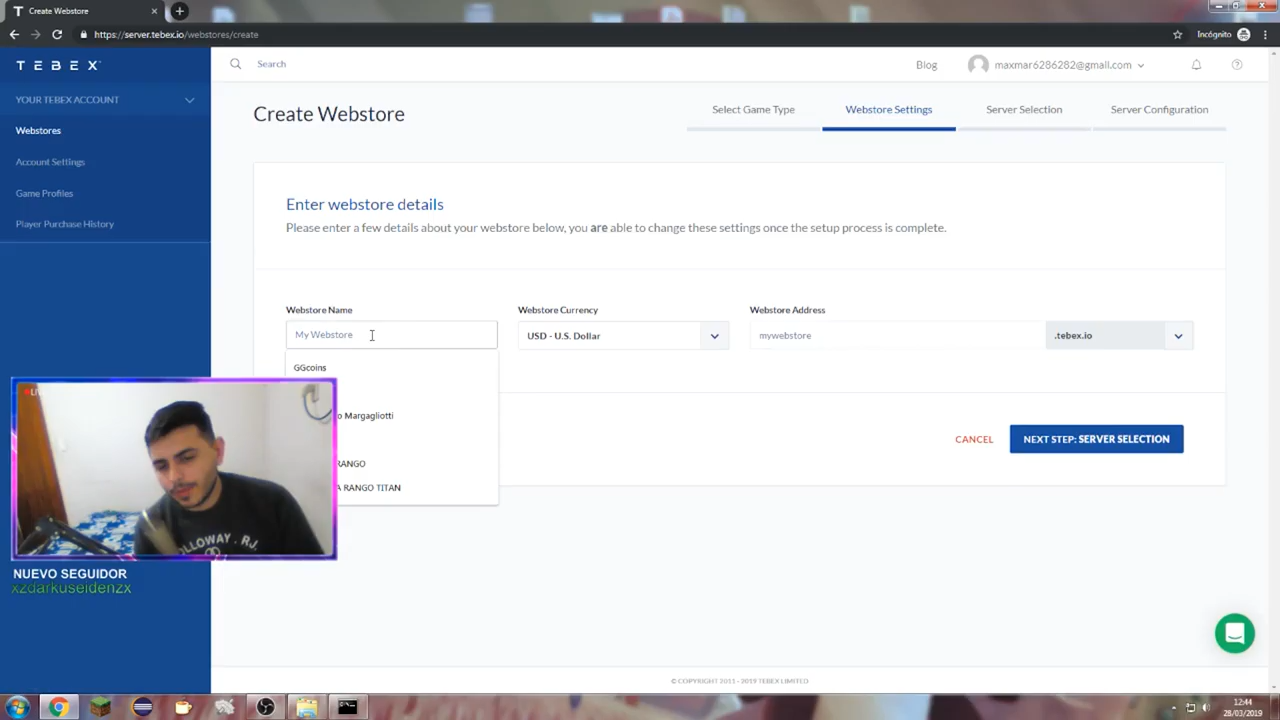 Create Webstore
https://server.tebex.io/webstores/create
Incógnito
TEBEX
Search
Blog
maxmar6286282@gmail.com
YOUR TEBEX ACCOUNT
Webstores
Account Settings
Game Profiles
Player Purchase History
Create Webstore
Select Game Type
Webstore Settings
Server Selection
Server Configuration
Enter webstore details
Please enter a few details about your webstore below, you are able to change these settings once the setup process is complete.
Webstore Name
Webstore Currency
Webstore Address
My Webstore
USD - U.S. Dollar
mywebstore
.tebex.io
GGcoins
Margagliotti
RANGO
RANGO TITAN
CANCEL
NEXT STEP: SERVER SELECTION
HOLLOWAY . R.J.
NUEVO SEGUIDOR
xzdarkuseidenzx
© COPYRIGHT 2011 - 2019 TEBEX LIMITED
12:44
28/03/2019